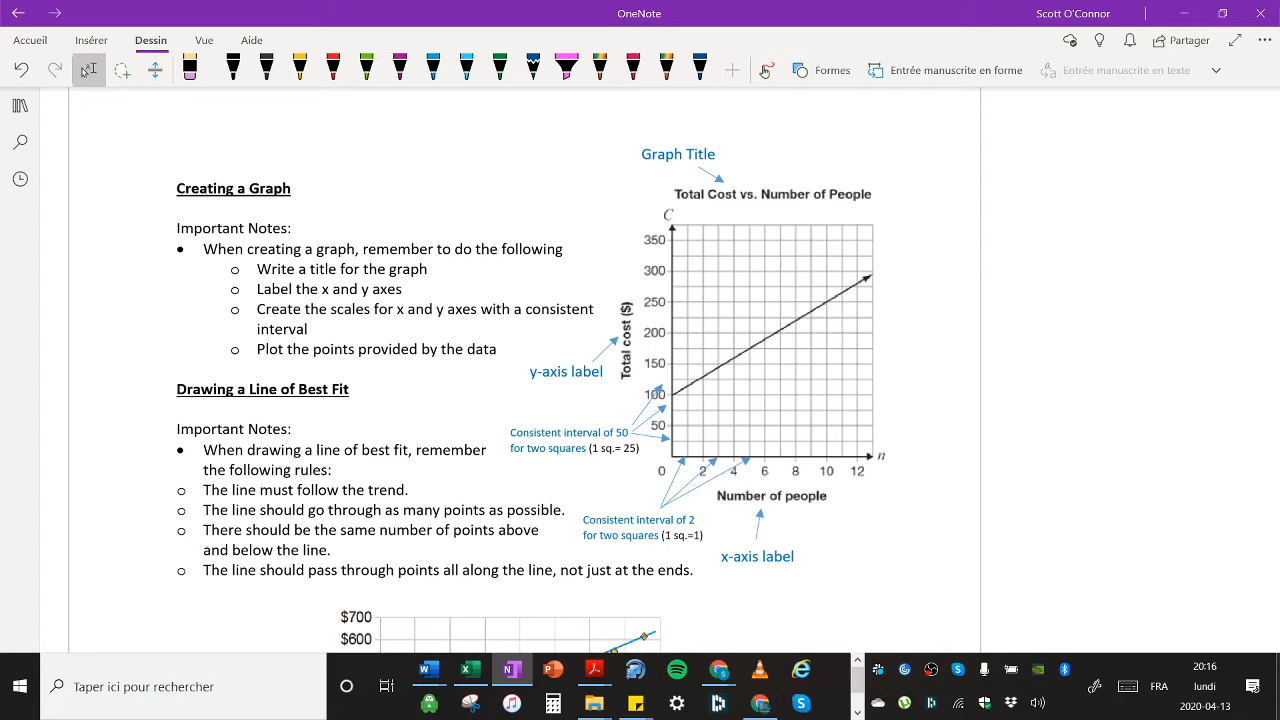 OneNote
Scott O'Connor
Accueil Insérer Dessin Vue Aide
Partager
Formes
Entrée manuscrite en forme
Entrée manuscrite en texte
Graph Title
Creating a Graph
Important Notes:
• When creating a graph, remember to do the following
o Write a title for the graph
o Label the x and y axes
o Create the scales for x and y axes with a consistent
interval
o Plot the points provided by the data
Drawing a Line of Best Fit
Important Notes:
• When drawing a line of best fit, remember
the following rules:
o The line must follow the trend.
o The line should go through as many points as possible.
o There should be the same number of points above
and below the line.
o The line should pass through points all along the line, not just at the ends.
Total Cost vs. Number of People
C
350
300
250
200
150
100
50
0 2 4 6 8 10 12
n
Total cost ($)
Number of people
y-axis label
Consistent interval of 50
for two squares (1 sq.= 25)
Consistent interval of 2
for two squares (1 sq.=1)
x-axis label
$700
$600
Taper ici pour rechercher
FRA
20:16
lundi
2020-04-13